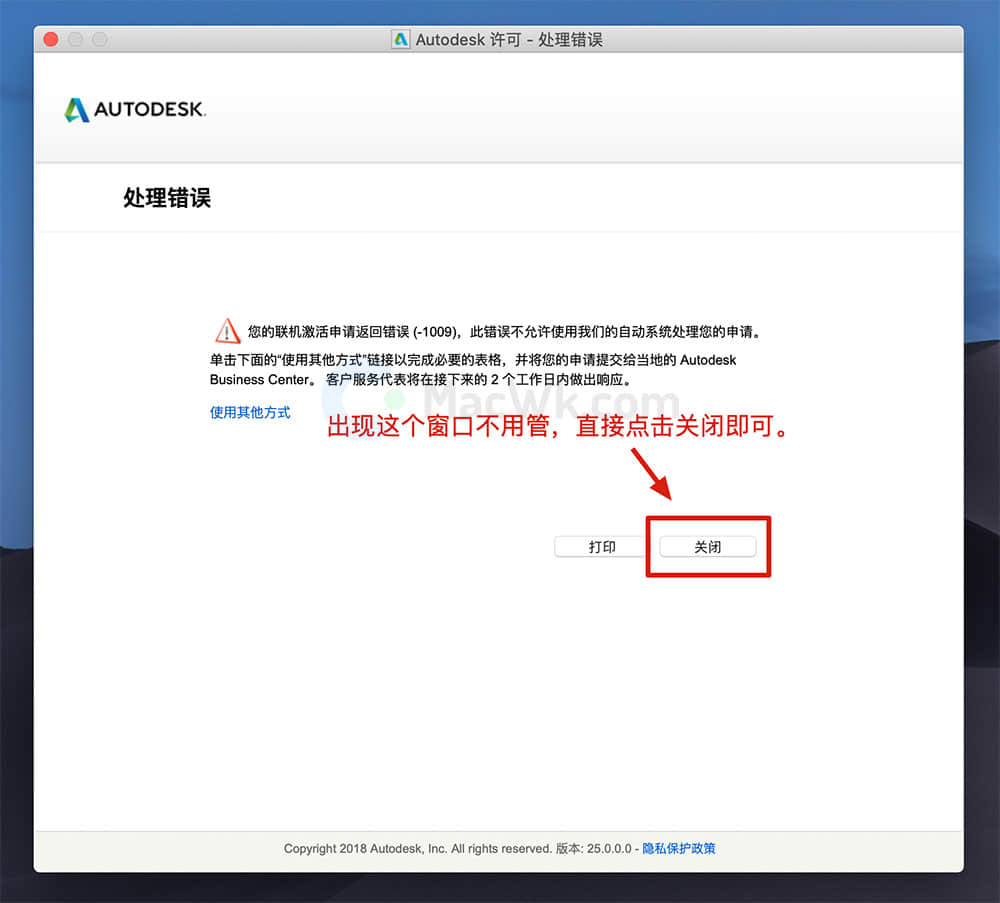 Autodesk 许可 - 处理错误
AUTODESK.
处理错误
您的联机激活申请返回错误 (-1009)，此错误不允许使用我们的自动系统处理您的申请。
单击下面的“使用其他方式”链接以完成必要的表格，并将您的申请提交给当地的 Autodesk
Business Center。 客户服务代表将在接下来的 2 个工作日内做出响应。
使用其他方式
MacWk.com
出现这个窗口不用管，直接点击关闭即可。
打印
关闭
Copyright 2018 Autodesk, Inc. All rights reserved. 版本: 25.0.0.0 - 隐私保护政策